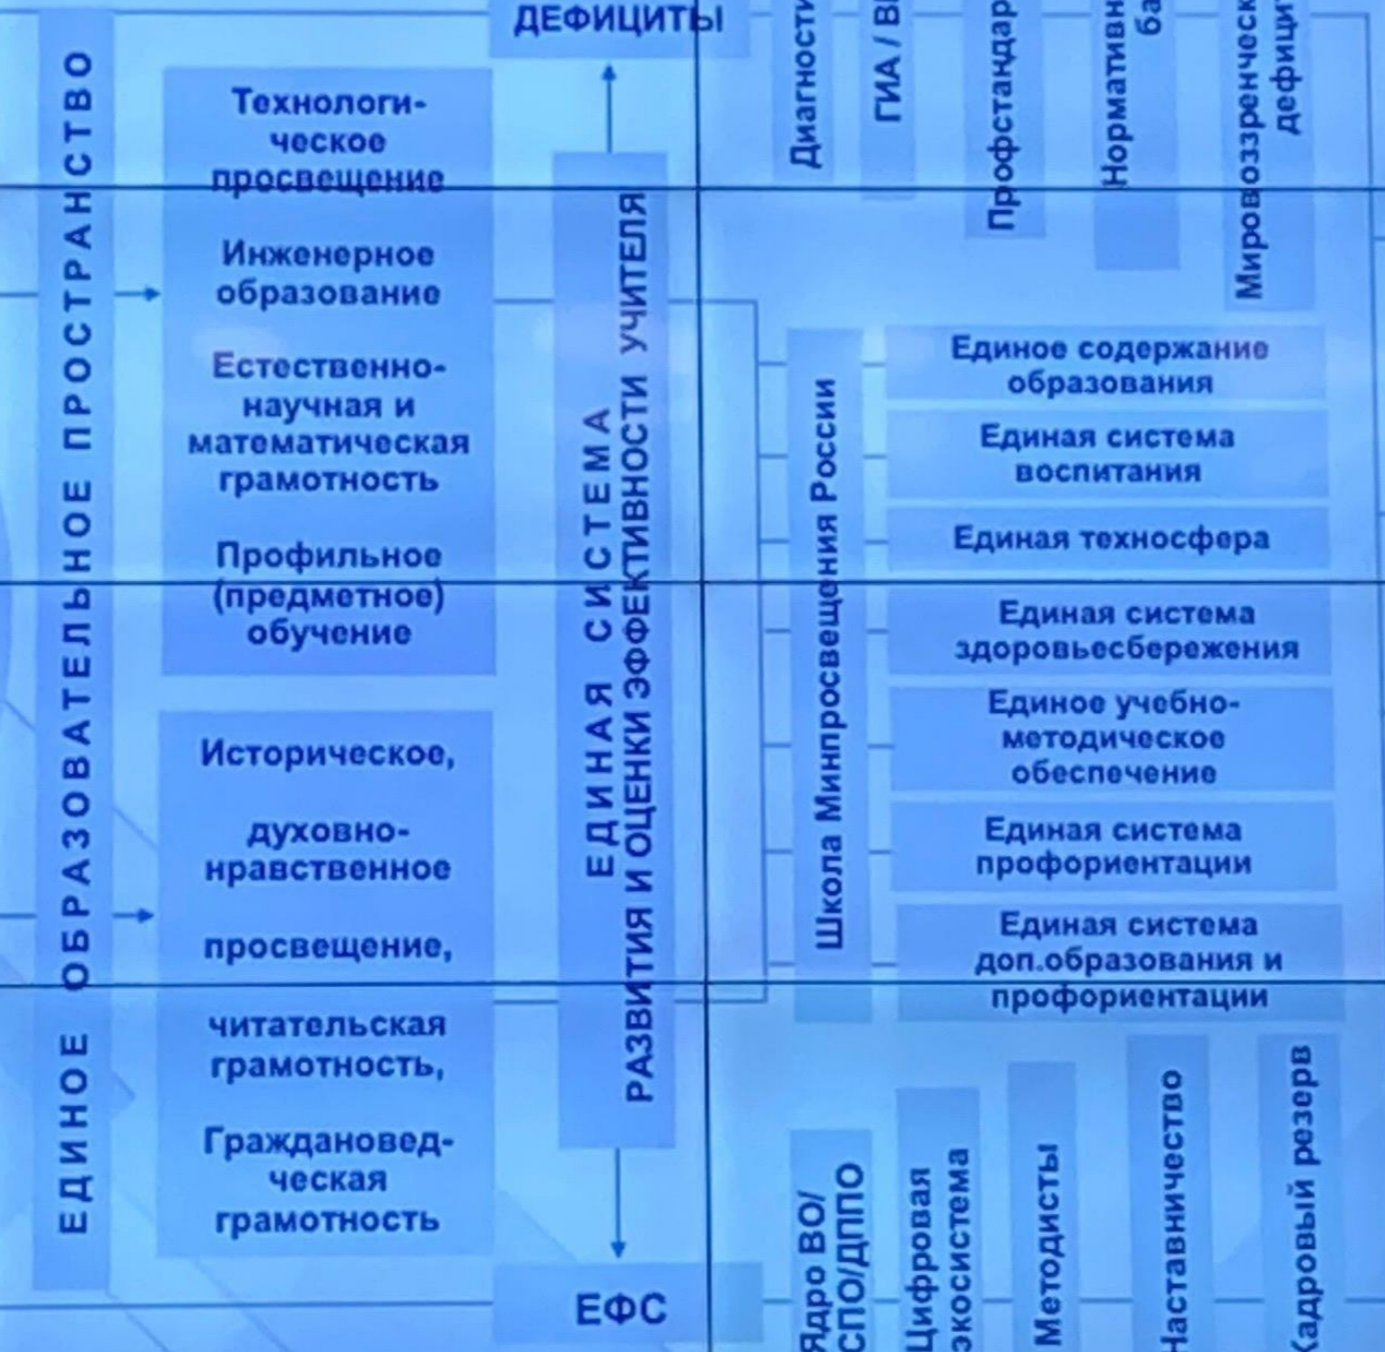 ЕДИНОЕ ОБРАЗОВАТЕЛЬНОЕ ПРОСТРАНСТВО
Технологи-
ческое
просвещение
Инженерное
образование
Естественно-
научная и
математическая
грамотность
Профильное
(предметное)
обучение
Историческое,
духовно-
нравственное
просвещение,
читательская
грамотность,
Граждановед-
ческая
грамотность
ДЕФИЦИТЫ
ЕДИНАЯ СИСТЕМА
РАЗВИТИЯ И ОЦЕНКИ ЭФФЕКТИВНОСТИ УЧИТЕЛЯ
ЕФС
Диагности
ГИА / В
Профстандар
Нормативн
ба
Мировоззренческ
дефицит
Школа Минпросвещения России
Единое содержание
образования
Единая система
воспитания
Единая техносфера
Единая система
здоровьесбережения
Единое учебно-
методическое
обеспечение
Единая система
профориентации
Единая система
доп.образования и
профориентации
Ядро ВО/
СПО/ДППО
Цифровая
экосистема
Методисты
Наставничество
Кадровый резерв